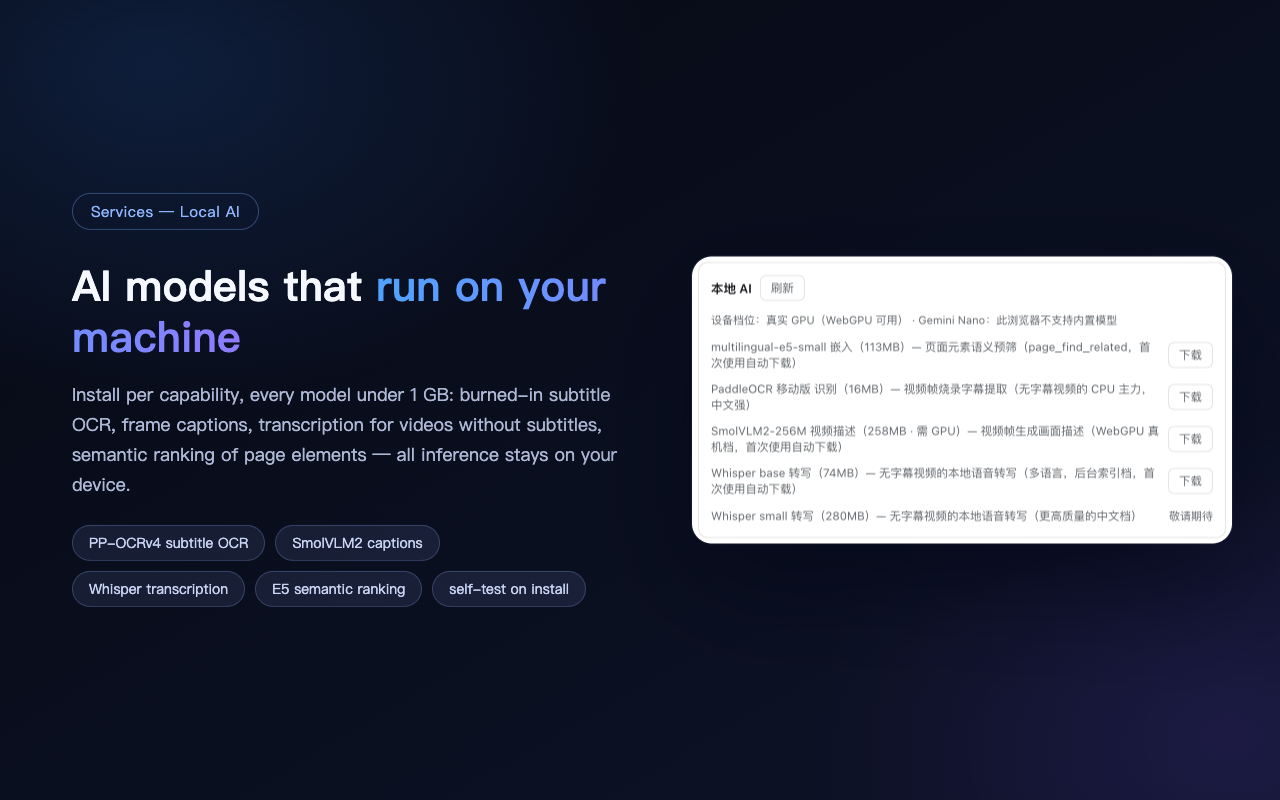 Services — Local AI
AI models that run on your
machine
Install per capability, every model under 1 GB: burned-in subtitle
OCR, frame captions, transcription for videos without subtitles,
semantic ranking of page elements — all inference stays on your
device.
PP-OCRv4 subtitle OCR
SmolVLM2 captions
Whisper transcription
E5 semantic ranking
self-test on install
本地 AI
刷新
设备档位：真实 GPU（WebGPU 可用） · Gemini Nano：此浏览器不支持内置模型
multilingual-e5-small 嵌入（113MB）— 页面元素语义预筛（page_find_related，首
次使用自动下载）
下载
PaddleOCR 移动版 识别（16MB）— 视频帧烧录字幕提取（无字幕视频的 CPU 主力，
中文强）
下载
SmolVLM2-256M 视频描述（258MB · 需 GPU）— 视频帧生成画面描述（WebGPU 真
机档，首次使用自动下载）
下载
Whisper base 转写（74MB）— 无字幕视频的本地语音转写（多语言，后台索引档，首
次使用自动下载）
下载
Whisper small 转写（280MB）— 无字幕视频的本地语音转写（更高质量的中文档）
敬请期待